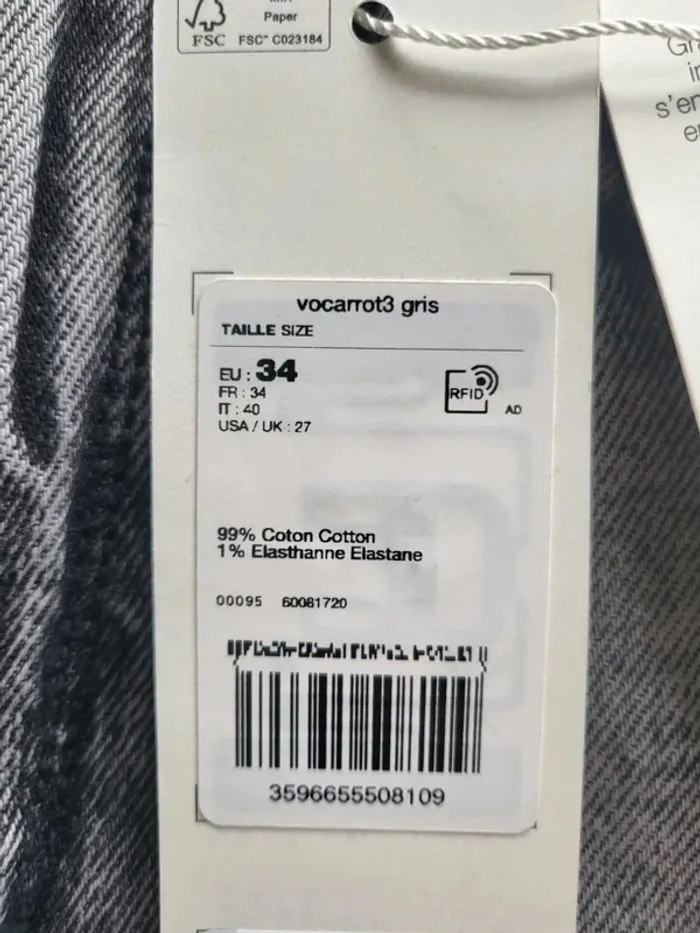 Paper
FSC FSC™ C023184
vocarrot3 gris
TAILLE SIZE
EU : 34
FR : 34
IT : 40
USA / UK : 27
RFID
AD
99% Coton Cotton
1% Elasthanne Elastane
00095 60081720
3596655508109